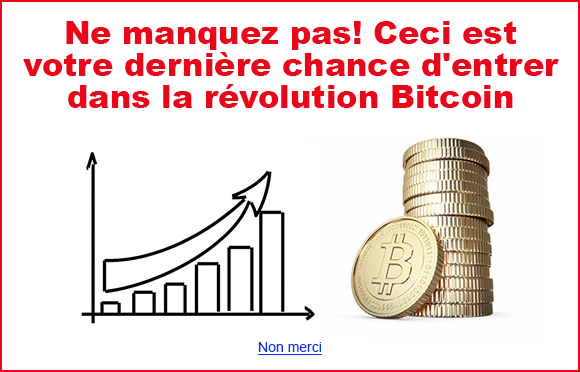 Ne manquez pas! Ceci est
votre dernière chance d'entrer
dans la révolution Bitcoin
Non merci